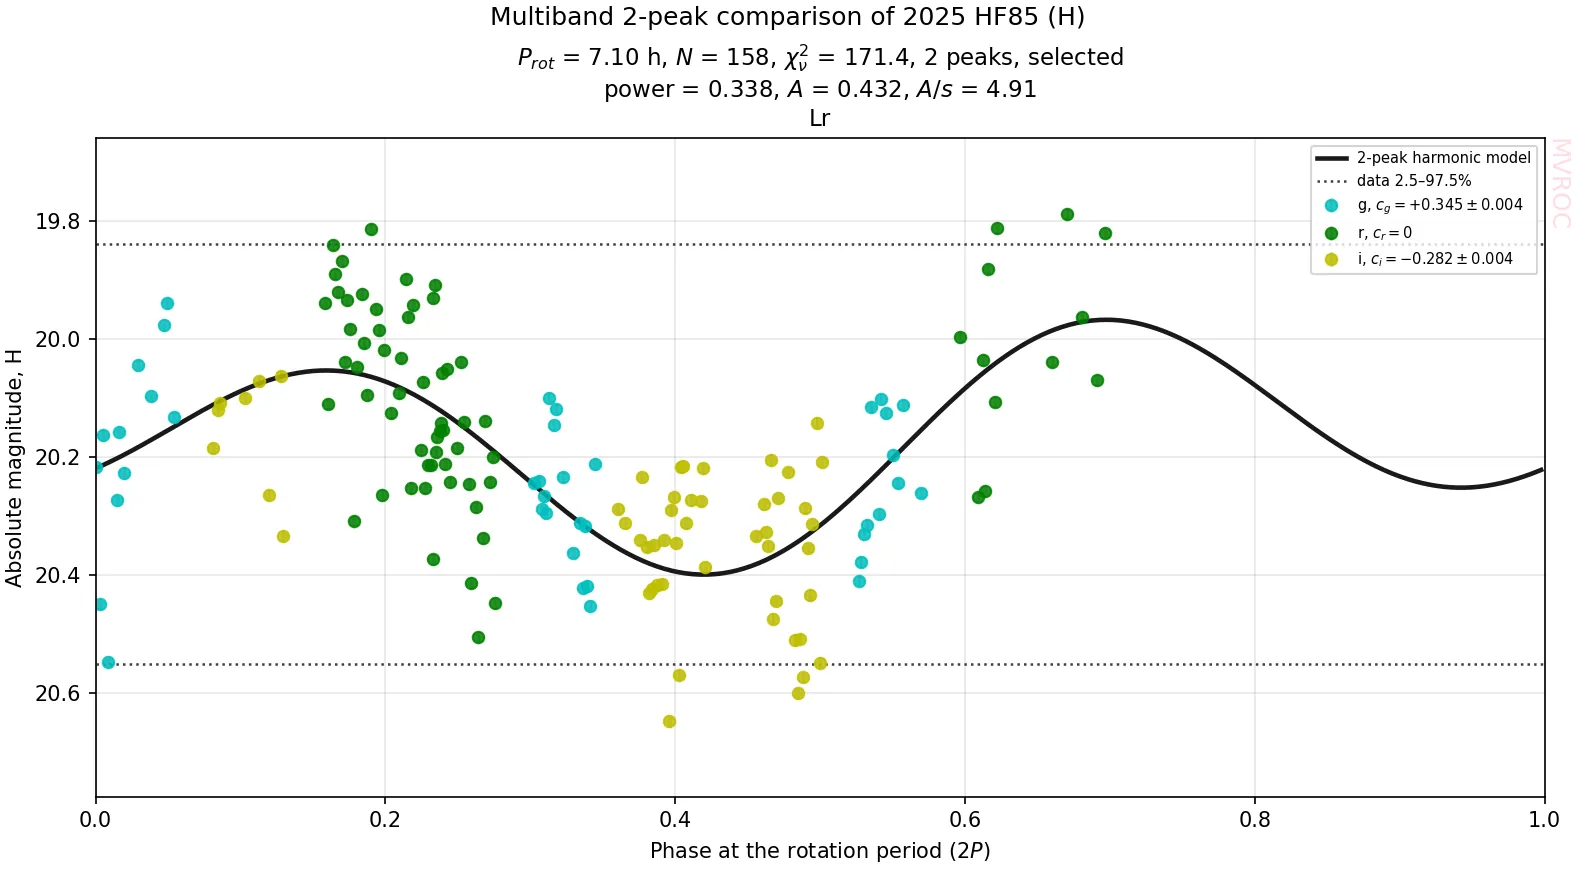 Multiband 2-peak comparison of 2025 HF85 (H)
P_rot = 7.10 h, N = 158, χ²_ν = 171.4, 2 peaks, selected
power = 0.338, A = 0.432, A/s = 4.91
Lr
2-peak harmonic model
data 2.5–97.5%
g, c_g = +0.345 ± 0.004
r, c_r = 0
i, c_i = −0.282 ± 0.004
MVROC
Absolute magnitude, H
19.8
20.0
20.2
20.4
20.6
0.0 0.2 0.4 0.6 0.8 1.0
Phase at the rotation period (2P)